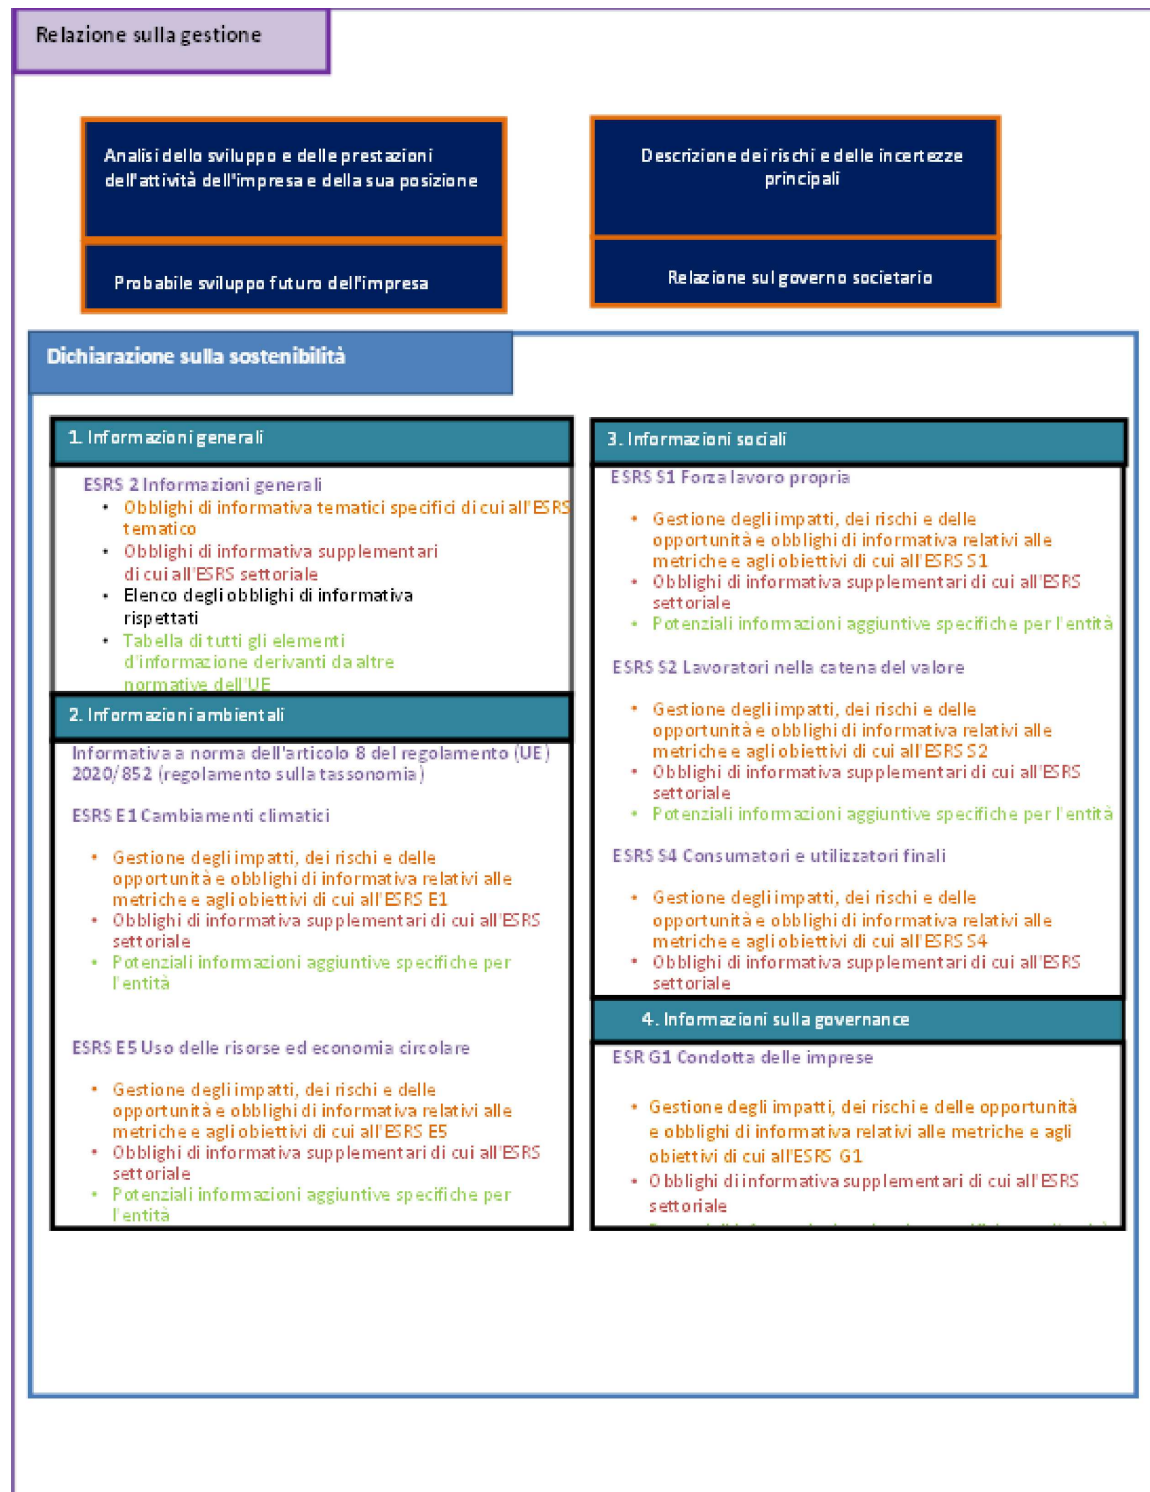 Relazione sulla gestione
Analisi dello sviluppo e delle prestazioni
dell'attività dell'impresa e della sua posizione
Probabile sviluppo futuro dell'impresa
Descrizione dei rischi e delle incertezze
principali
Relazione sul governo societario
Dichiarazione sulla sostenibilità
1. Informazioni generali
ESRS 2 Informazioni generali
• Obblighi di informativa tematici specifici di cui all'ESRS
tematico
• Obblighi di informativa supplementari
di cui all'ESRS settoriale
• Elenco degli obblighi di informativa
rispettati
• Tabella di tutti gli elementi
d'informazione derivanti da altre
normative dell'UE
2. Informazioni ambientali
Informativa a norma dell'articolo 8 del regolamento (UE)
2020/852 (regolamento sulla tassonomia)
ESRS E1 Cambiamenti climatici
• Gestione degli impatti, dei rischi e delle
opportunità e obblighi di informativa relativi alle
metriche e agli obiettivi di cui all'ESRS E1
• Obblighi di informativa supplementari di cui all'ESRS
settoriale
• Potenziali informazioni aggiuntive specifiche per
l'entità
ESRS E5 Uso delle risorse ed economia circolare
• Gestione degli impatti, dei rischi e delle
opportunità e obblighi di informativa relativi alle
metriche e agli obiettivi di cui all'ESRS E5
• Obblighi di informativa supplementari di cui all'ESRS
settoriale
• Potenziali informazioni aggiuntive specifiche per
l'entità
3. Informazioni sociali
ESRS S1 Forza lavoro propria
• Gestione degli impatti, dei rischi e delle
opportunità e obblighi di informativa relativi alle
metriche e agli obiettivi di cui all'ESRS S1
• Obblighi di informativa supplementari di cui all'ESRS
settoriale
• Potenziali informazioni aggiuntive specifiche per l'entità
ESRS S2 Lavoratori nella catena del valore
• Gestione degli impatti, dei rischi e delle
opportunità e obblighi di informativa relativi alle
metriche e agli obiettivi di cui all'ESRS S2
• Obblighi di informativa supplementari di cui all'ESRS
settoriale
• Potenziali informazioni aggiuntive specifiche per l'entità
ESRS S4 Consumatori e utilizzatori finali
• Gestione degli impatti, dei rischi e delle
opportunità e obblighi di informativa relativi alle
metriche e agli obiettivi di cui all'ESRS S4
• Obblighi di informativa supplementari di cui all'ESRS
settoriale
4. Informazioni sulla governance
ESR G1 Condotta delle imprese
• Gestione degli impatti, dei rischi e delle opportunità
e obblighi di informativa relativi alle metriche e agli
obiettivi di cui all'ESRS G1
• Obblighi di informativa supplementari di cui all'ESRS
settoriale